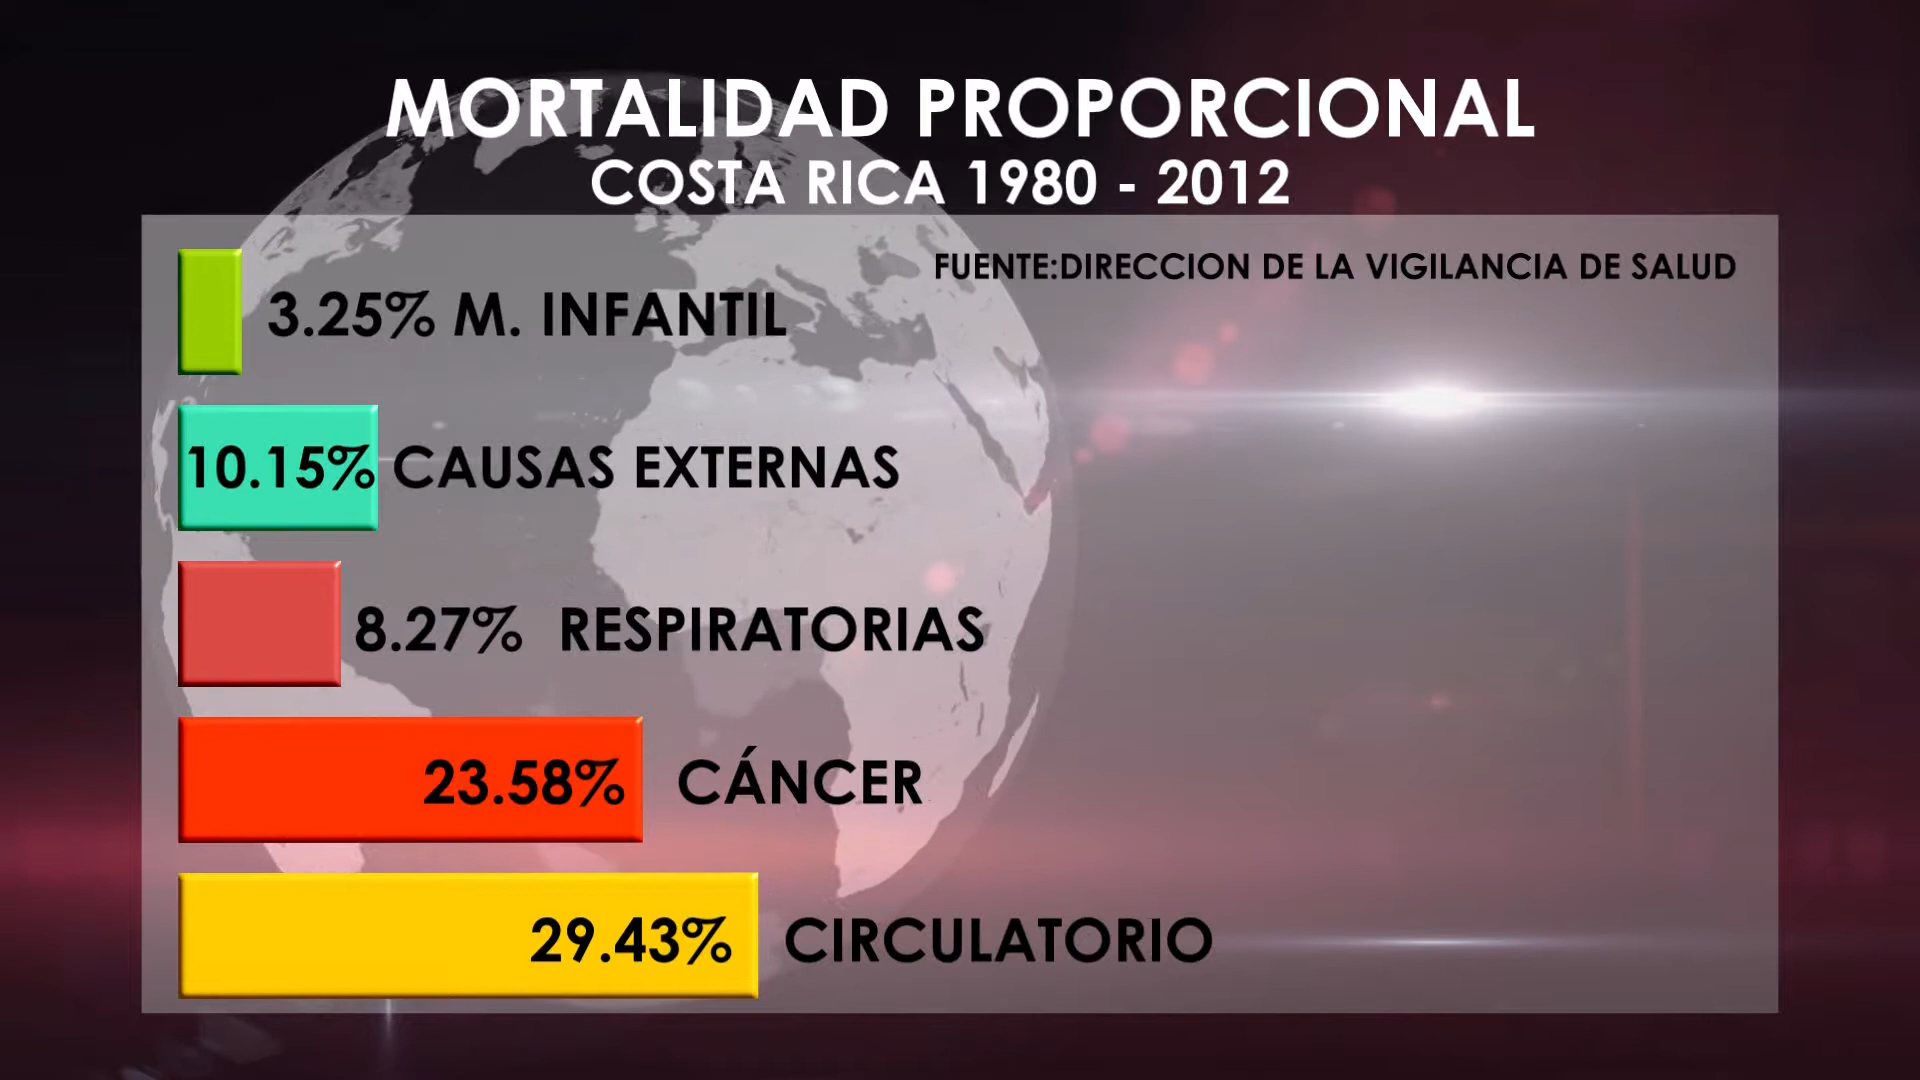 MORTALIDAD PROPORCIONAL
COSTA RICA 1980 - 2012
FUENTE:DIRECCION DE LA VIGILANCIA DE SALUD
3.25% M. INFANTIL
10.15% CAUSAS EXTERNAS
8.27% RESPIRATORIAS
23.58% CÁNCER
29.43% CIRCULATORIO